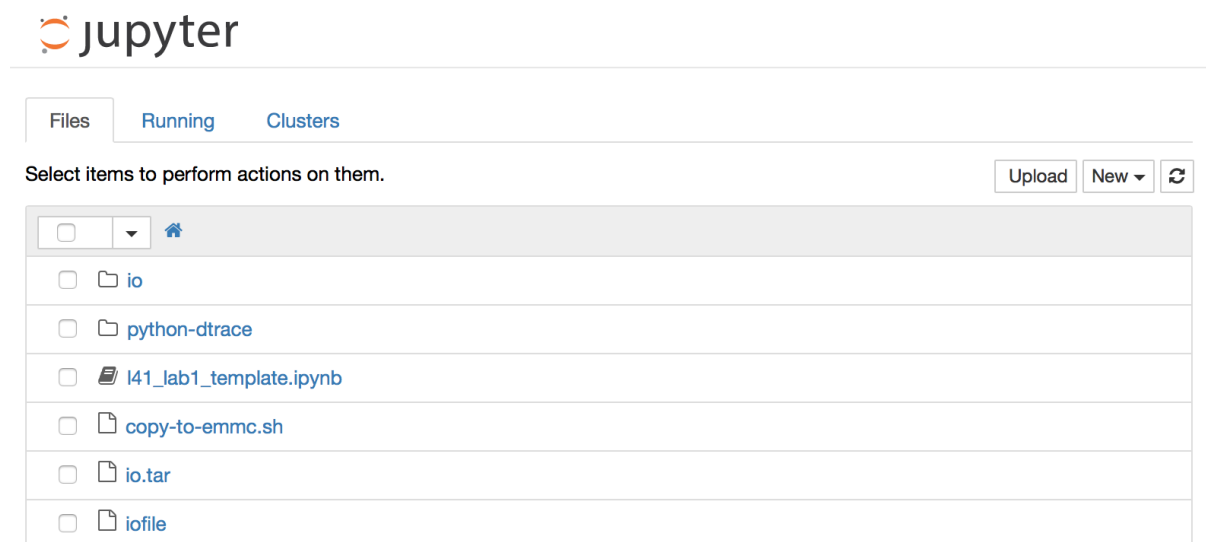 jupyter
Files Running Clusters
Select items to perform actions on them. Upload New
io
python-dtrace
l41_lab1_template.ipynb
copy-to-emmc.sh
io.tar
iofile